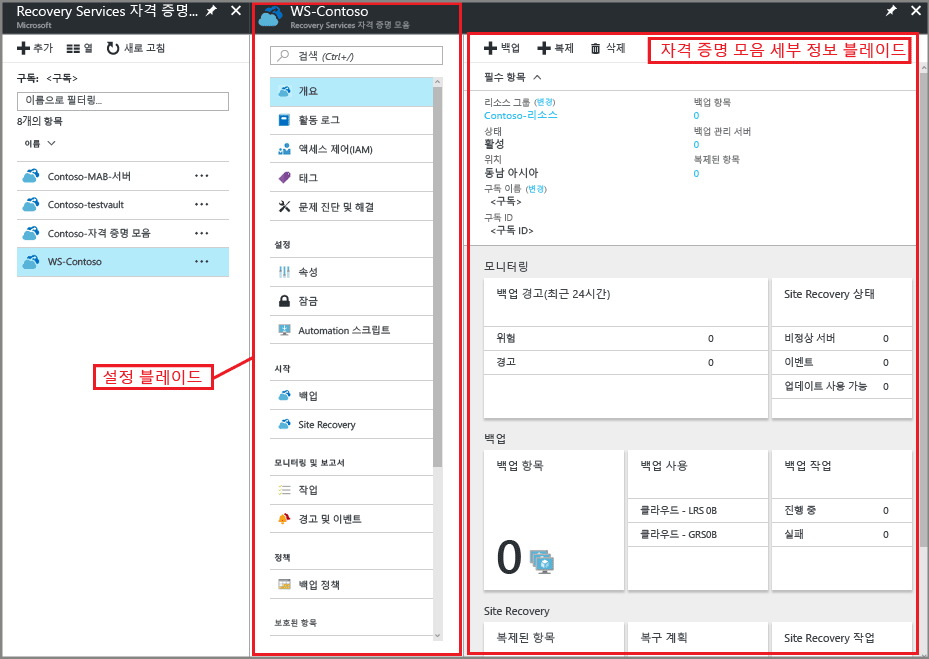 Recovery Services 자격 증명...
Microsoft
추가
열
새로 고침
구독: <구독>
이름으로 필터링...
8개의 항목
이름
Contoso-MAB-서버
Contoso-testvault
Contoso-자격 증명 모음
WS-Contoso
설정 블레이드
WS-Contoso
Recovery Services 자격 증명 모음
검색 (Ctrl+/)
개요
활동 로그
액세스 제어(IAM)
태그
문제 진단 및 해결
설정
속성
잠금
Automation 스크립트
시작
백업
Site Recovery
모니터링 및 보고서
작업
경고 및 이벤트
정책
백업 정책
보호된 항목
백업
복제
삭제
자격 증명 모음 세부 정보 블레이드
필수 항목
리소스 그룹 (변경)
Contoso-리소스
상태
활성
위치
동남 아시아
구독 이름 (변경)
<구독>
구독 ID
<구독 ID>
백업 항목
0
백업 관리 서버
0
복제된 항목
0
모니터링
백업 경고(최근 24시간)
위험 0
경고 0
Site Recovery 상태
비정상 서버 0
이벤트 0
업데이트 사용 가능 0
백업
백업 항목
0
백업 사용
클라우드 - LRS 0B
클라우드 - GRS0B
백업 작업
진행 중 0
실패 0
Site Recovery
복제된 항목
복구 계획
Site Recovery 작업